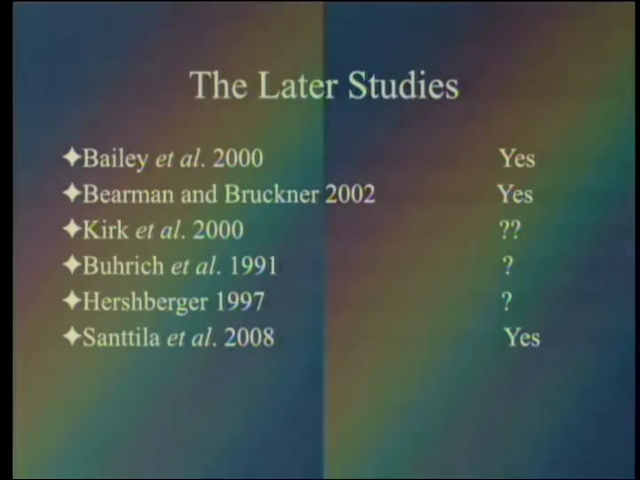 The Later Studies
✦Bailey et al. 2000 Yes
✦Bearman and Bruckner 2002 Yes
✦Kirk et al. 2000 ??
✦Buhrich et al. 1991 ?
✦Hershberger 1997 ?
✦Santtila et al. 2008 Yes